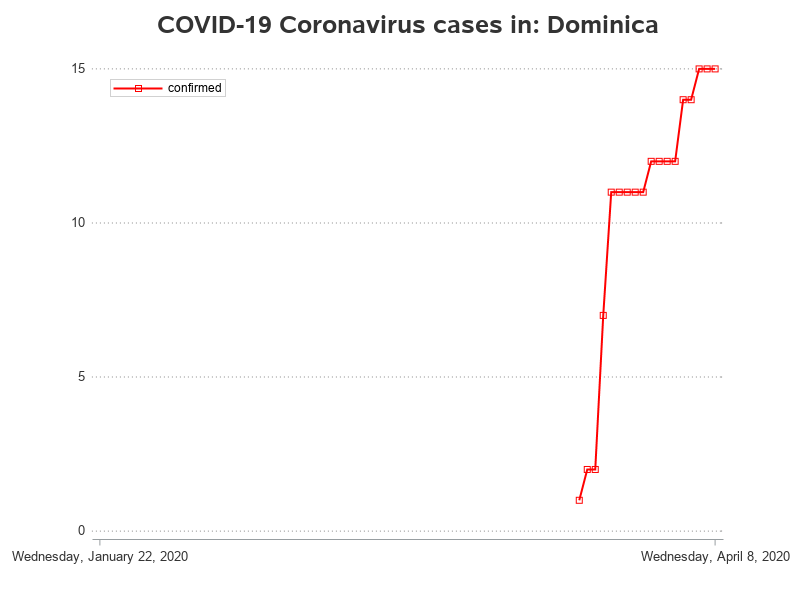 COVID-19 Coronavirus cases in: Dominica
15
confirmed
10
5
0
Wednesday, January 22, 2020
Wednesday, April 8, 2020